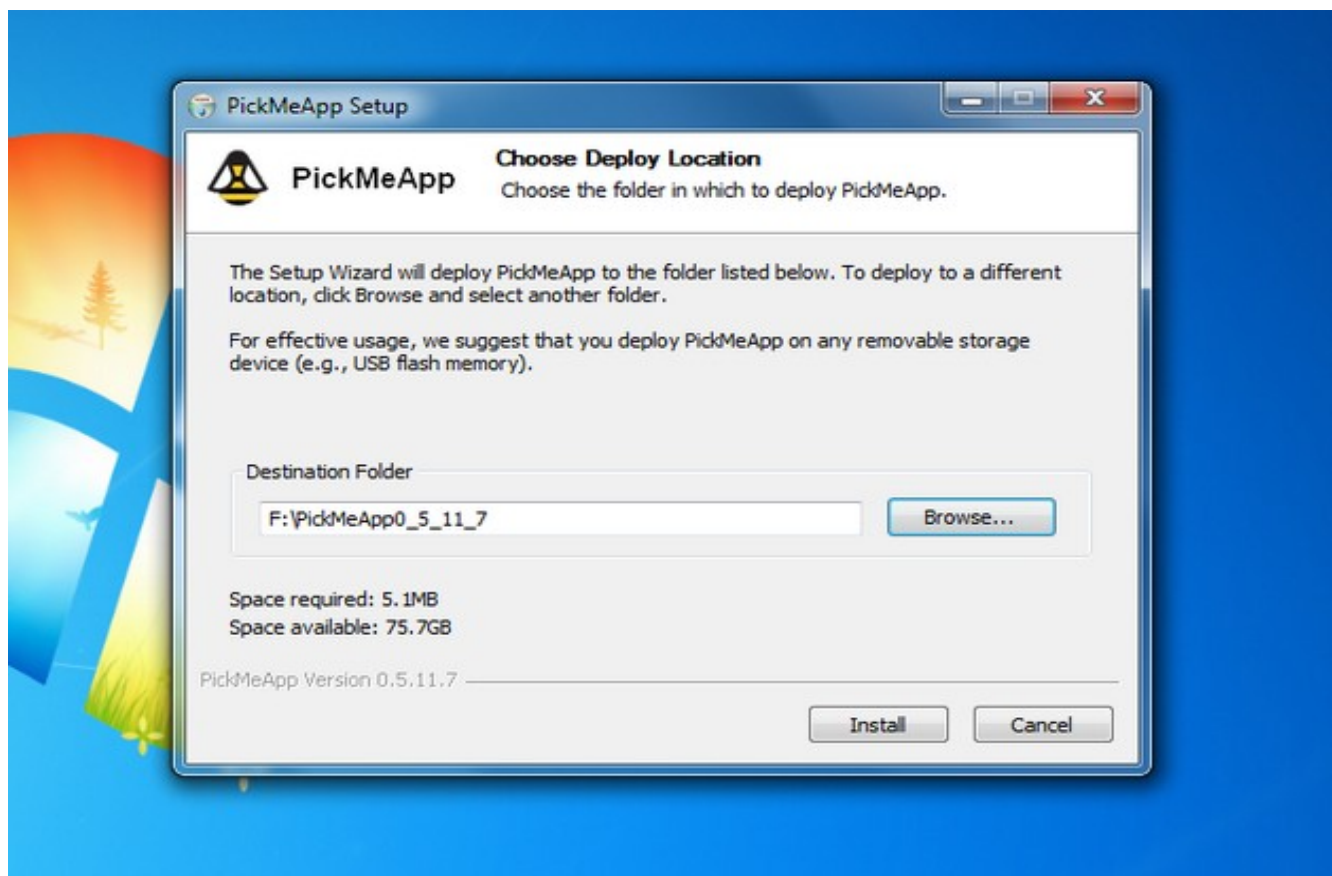 PickMeApp Setup
PickMeApp
Choose Deploy Location
Choose the folder in which to deploy PickMeApp.
The Setup Wizard will deploy PickMeApp to the folder listed below. To deploy to a different
location, click Browse and select another folder.
For effective usage, we suggest that you deploy PickMeApp on any removable storage
device (e.g., USB flash memory).
Destination Folder
F:\PickMeApp0_5_11_7
Browse...
Space required: 5.1MB
Space available: 75.7GB
PickMeApp Version 0.5.11.7
Install
Cancel